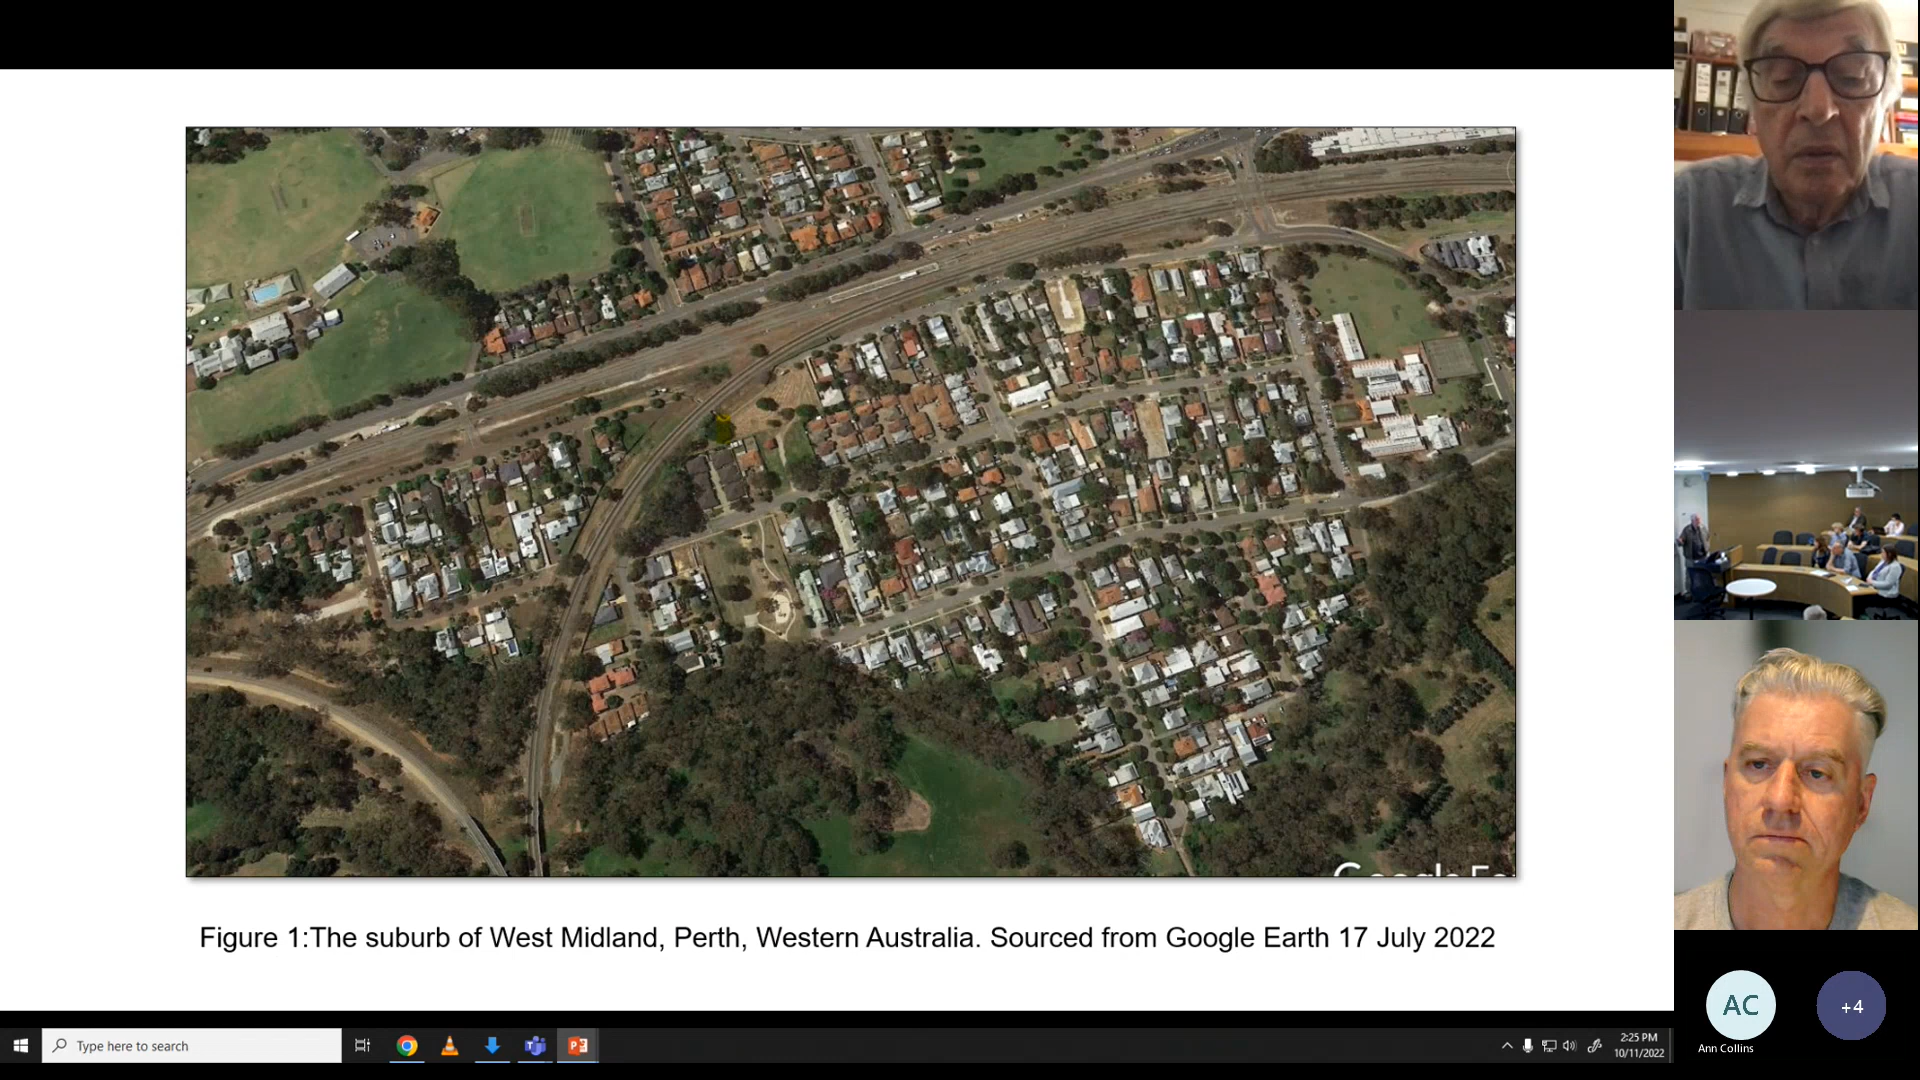 Figure 1:The suburb of West Midland, Perth, Western Australia. Sourced from Google Earth 17 July 2022
AC
+4
Ann Collins
Type here to search
2:25 PM
10/11/2022